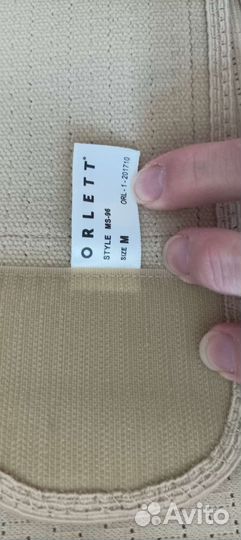 ORLETT®
STYLE MS-96
SIZE M ORL-1-201710
Avito